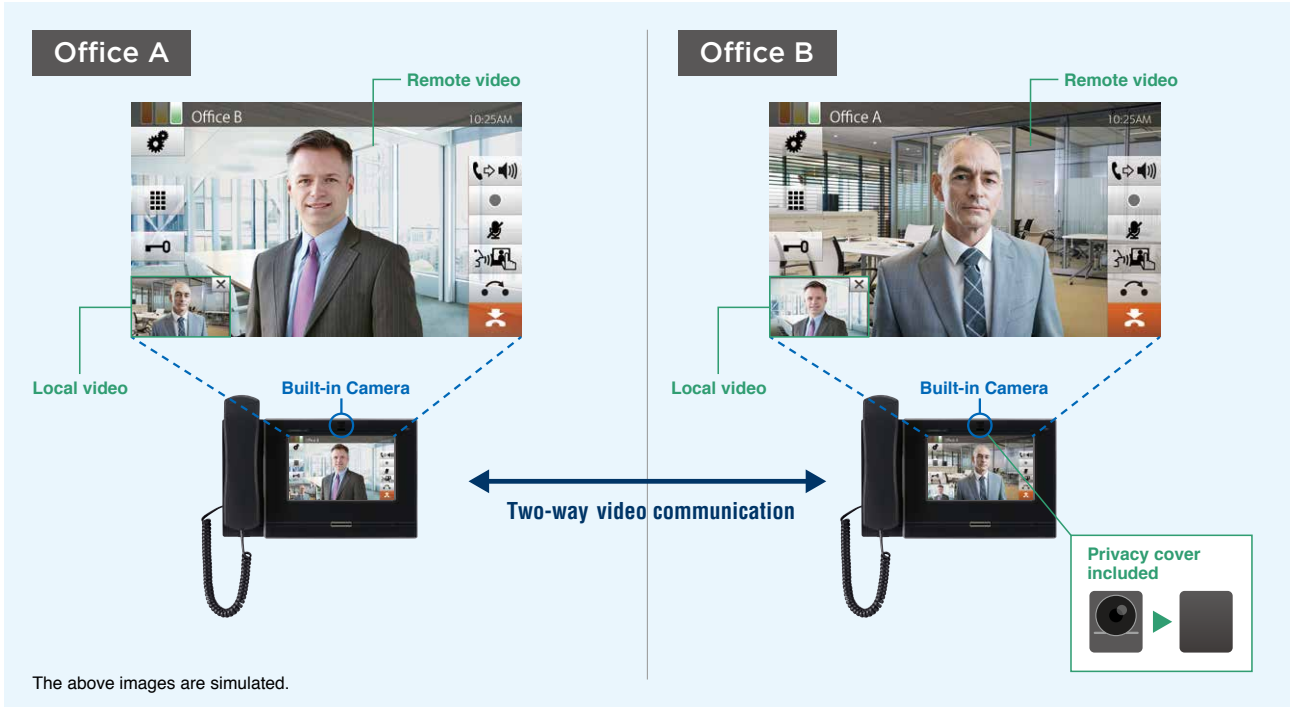 Office A
Office B
Remote video
Remote video
Office B
10:25AM
Office A
10:25AM
Local video
Built-in Camera
Local video
Built-in Camera
Two-way video communication
Privacy cover
included
The above images are simulated.